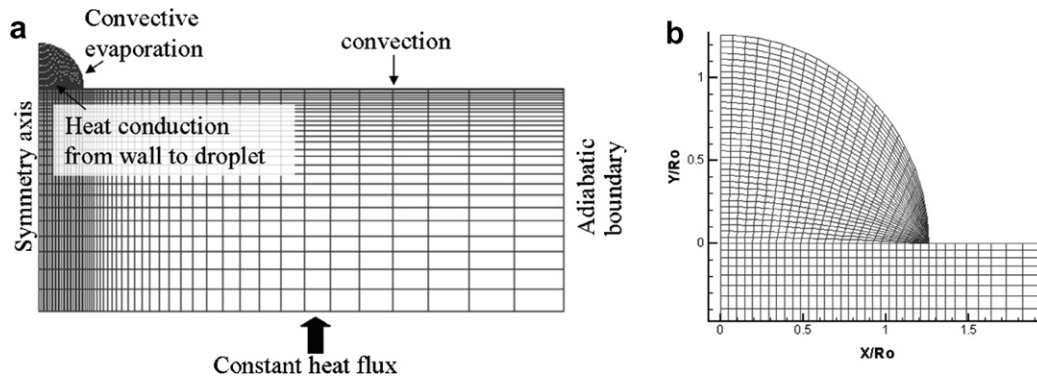 a
Convective
evaporation
convection
Heat conduction
from wall to droplet
Symmetry axis
Adiabatic
boundary
Constant heat flux
b
Y/Ro
1
0.5
0
0
0.5
1
1.5
X/Ro